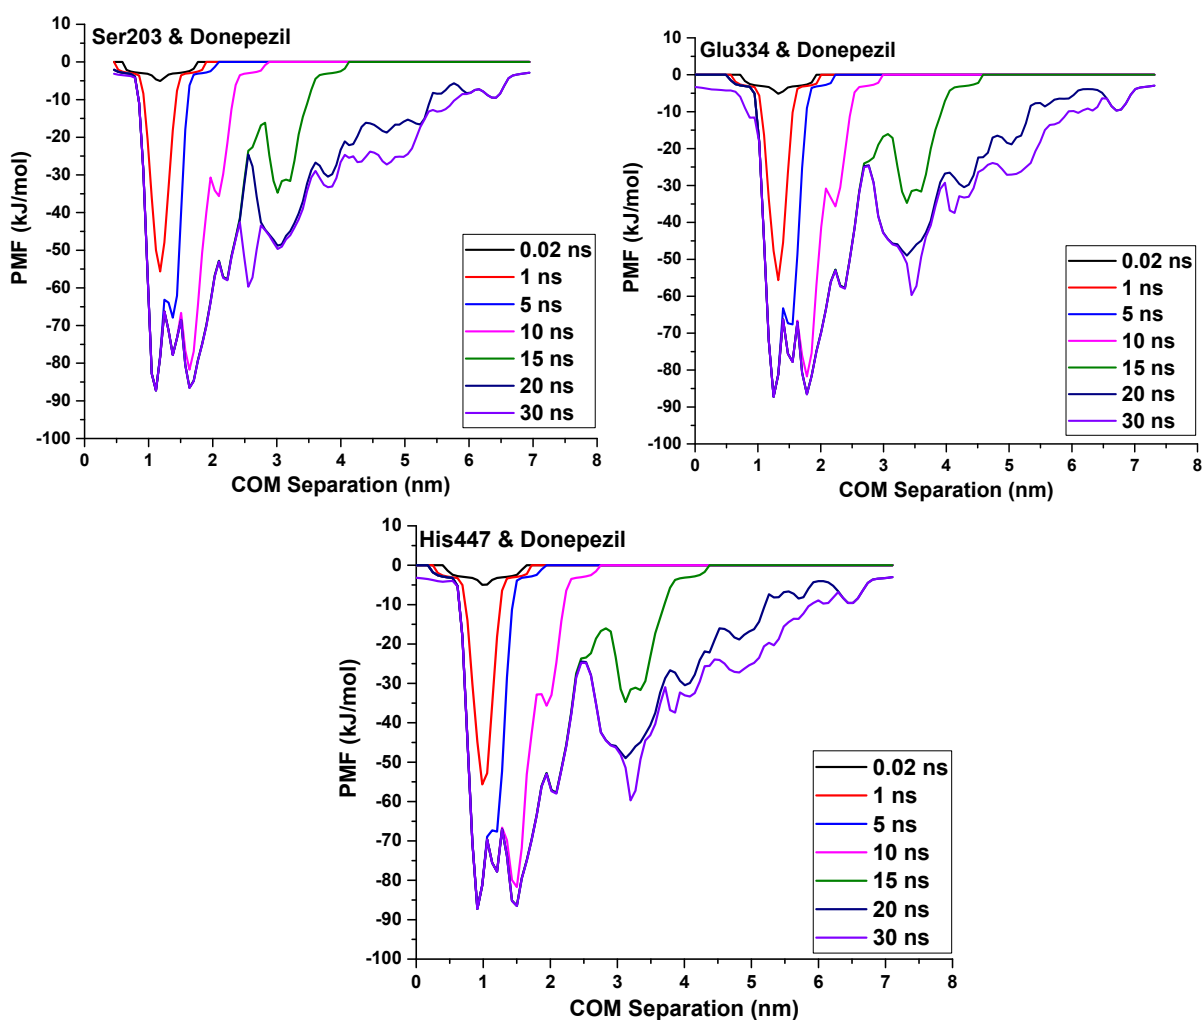 Ser203 & Donepezil
PMF (kJ/mol)
10
0
-10
-20
-30
-40
-50
-60
-70
-80
-90
-100
0 1 2 3 4 5 6 7 8
COM Separation (nm)
0.02 ns
1 ns
5 ns
10 ns
15 ns
20 ns
30 ns
Glu334 & Donepezil
PMF (kJ/mol)
10
0
-10
-20
-30
-40
-50
-60
-70
-80
-90
-100
0 1 2 3 4 5 6 7 8
COM Separation (nm)
0.02 ns
1 ns
5 ns
10 ns
15 ns
20 ns
30 ns
His447 & Donepezil
PMF (kJ/mol)
10
0
-10
-20
-30
-40
-50
-60
-70
-80
-90
-100
0 1 2 3 4 5 6 7 8
COM Separation (nm)
0.02 ns
1 ns
5 ns
10 ns
15 ns
20 ns
30 ns